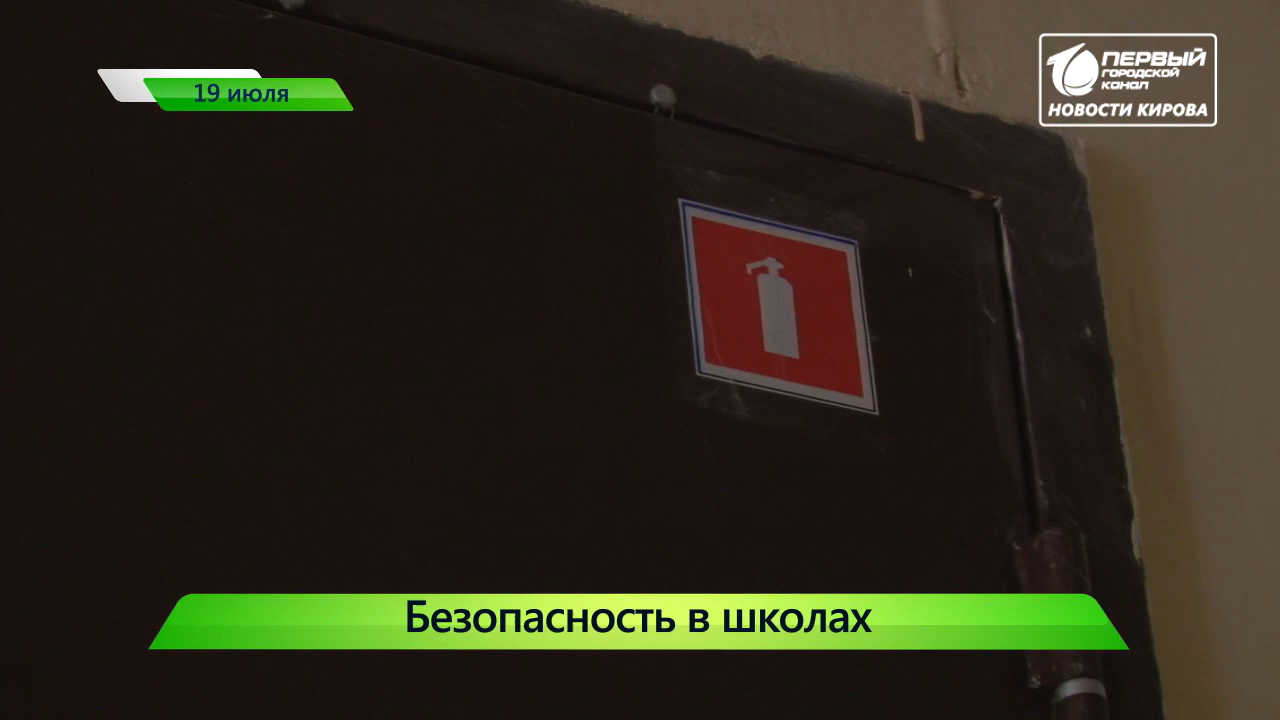 19 июля
ПЕРВЫЙ
ГОРОДСКОЙ
КАНАЛ
НОВОСТИ КИРОВА
Безопасность в школах